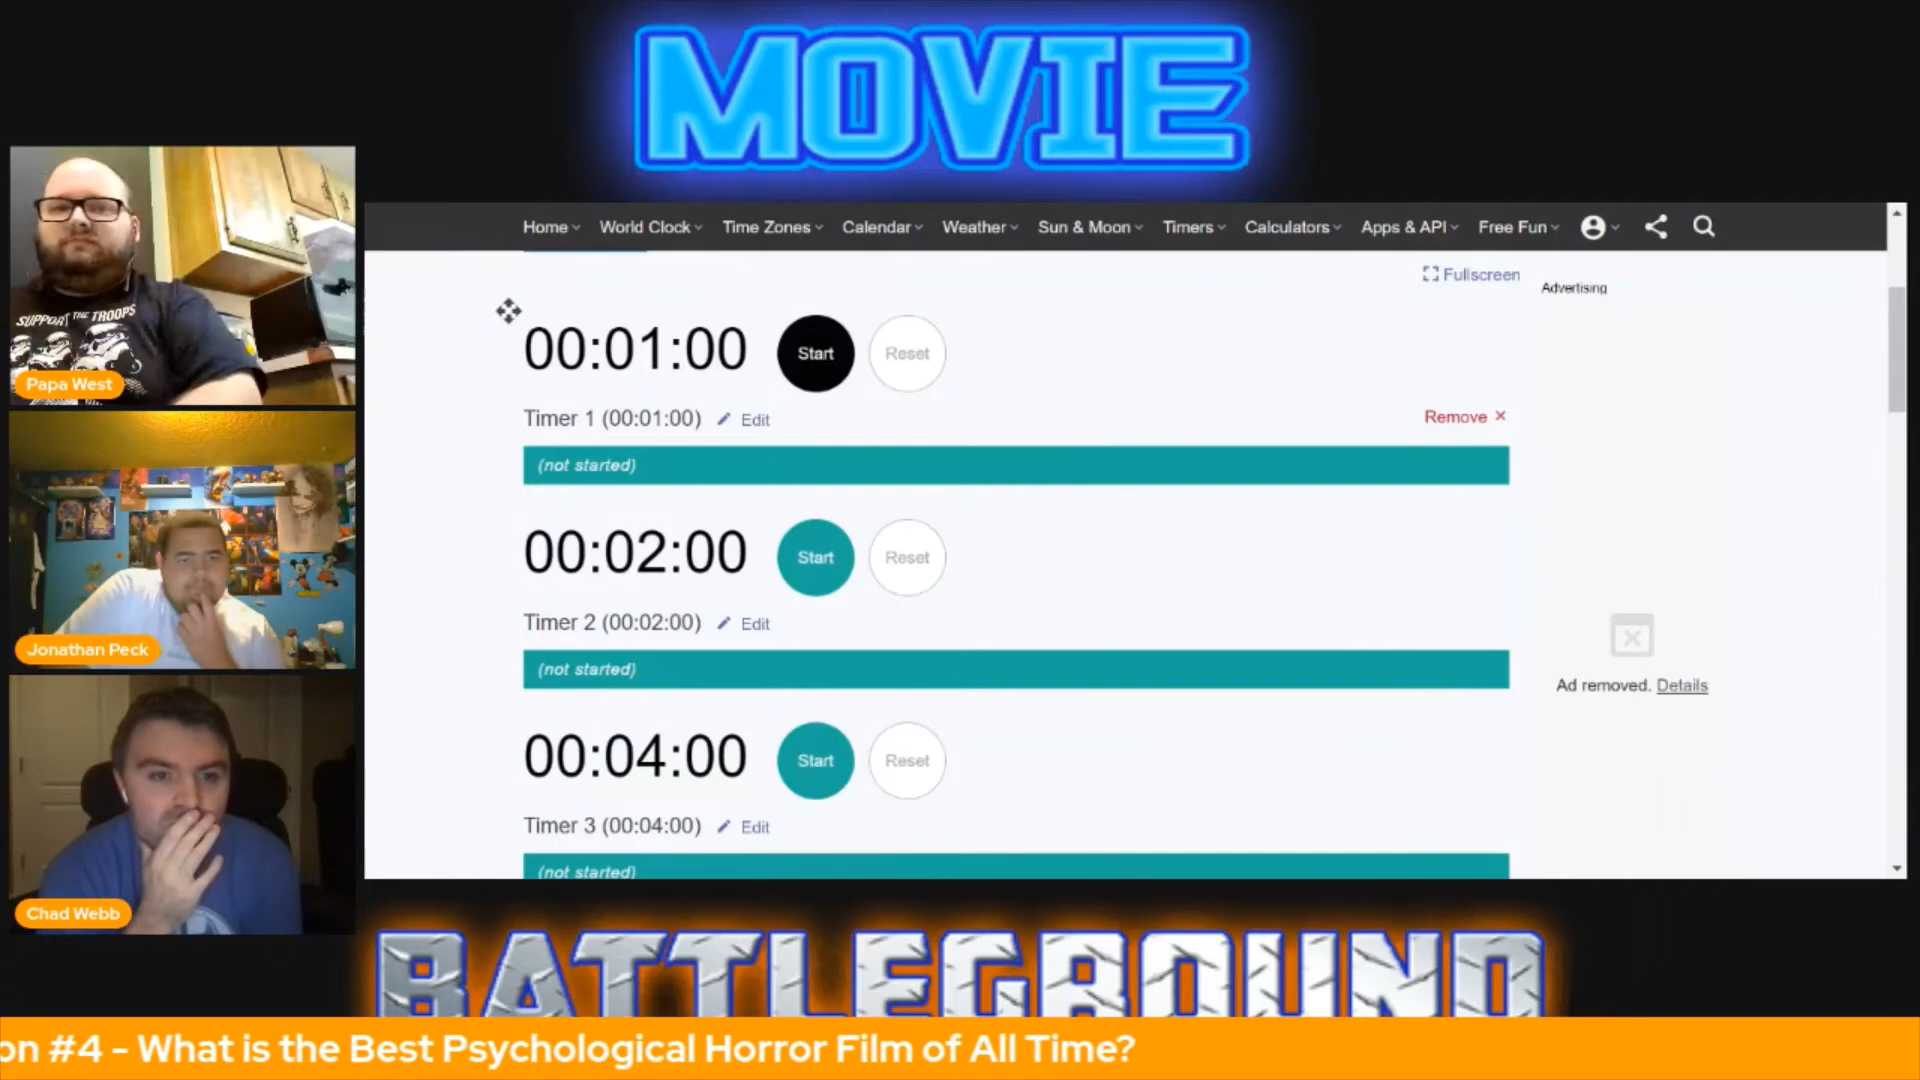 MOVIE
Home World Clock Time Zones Calendar Weather Sun & Moon Timers Calculators Apps & API Free Fun
Fullscreen
Advertising
00:01:00 Start Reset
Timer 1 (00:01:00) Edit
Remove ×
(not started)
00:02:00 Start Reset
Timer 2 (00:02:00) Edit
(not started)
Ad removed. Details
00:04:00 Start Reset
Timer 3 (00:04:00) Edit
(not started)
SUPPORT THE TROOPS
Papa West
Jonathan Peck
Chad Webb
BATTLEGROUND
on #4 - What is the Best Psychological Horror Film of All Time?